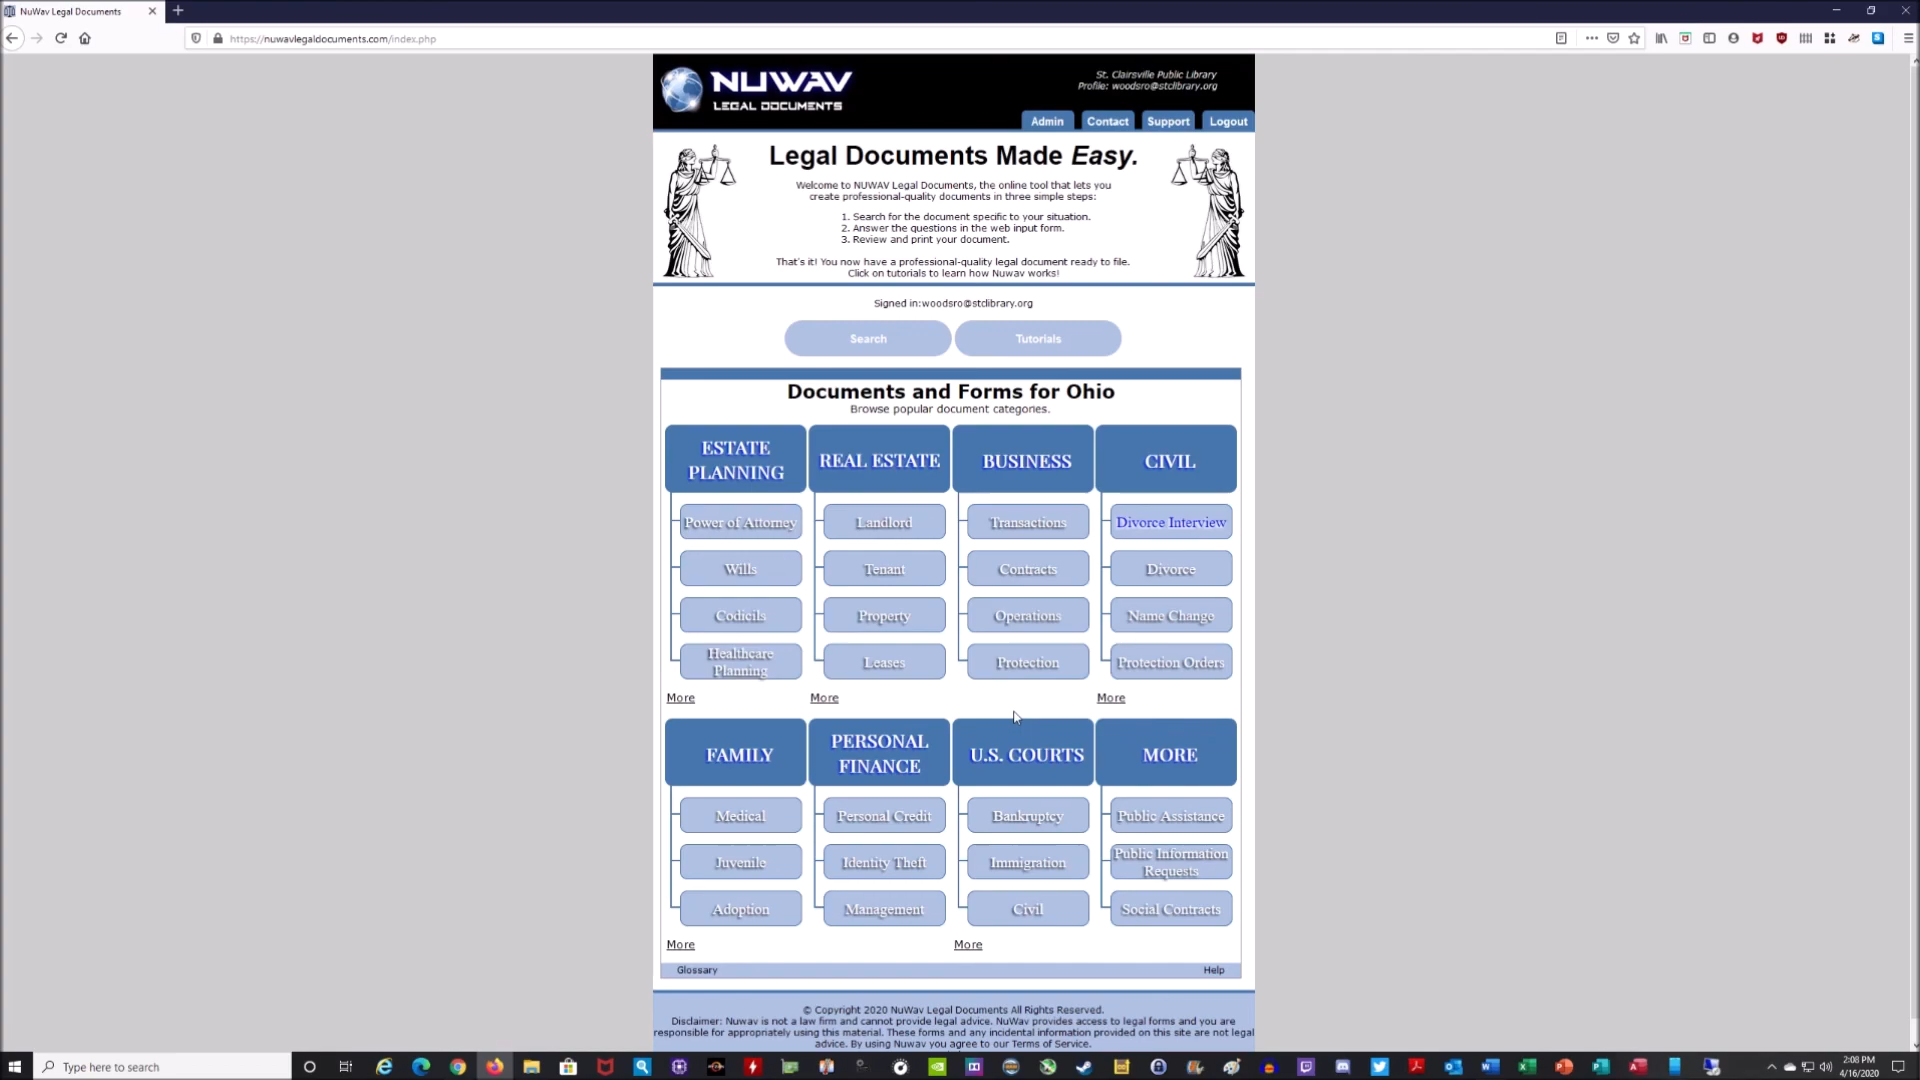 NuWav Legal Documents
https://nuwavlegaldocuments.com/index.php
NUWAV
LEGAL DOCUMENTS
St. Clairsville Public Library
Profile: woodsro@stclibrary.org
Admin
Contact
Support
Logout
Legal Documents Made Easy.
Welcome to NUWAV Legal Documents, the online tool that lets you
create professional-quality documents in three simple steps:
1. Search for the document specific to your situation.
2. Answer the questions in the web input form.
3. Review and print your document.
That's it! You now have a professional-quality legal document ready to file.
Click on tutorials to learn how Nuwav works!
Signed in:woodsro@stclibrary.org
Search
Tutorials
Documents and Forms for Ohio
Browse popular document categories.
ESTATE
PLANNING
REAL ESTATE
BUSINESS
CIVIL
Power of Attorney
Landlord
Transactions
Divorce Interview
Wills
Tenant
Contracts
Divorce
Codicils
Property
Operations
Name Change
Healthcare
Planning
Leases
Protection
Protection Orders
More
More
More
FAMILY
PERSONAL
FINANCE
U.S. COURTS
MORE
Medical
Personal Credit
Bankruptcy
Public Assistance
Juvenile
Identity Theft
Immigration
Public Information
Requests
Adoption
Management
Civil
Social Contracts
More
More
Glossary
Help
© Copyright 2020 NuWav Legal Documents All Rights Reserved.
Disclaimer: Nuwav is not a law firm and cannot provide legal advice. NuWav provides access to legal forms and you are
responsible for appropriately using this material. These forms and any incidental information provided on this site are not legal
advice. By using Nuwav you agree to our Terms of Service.
Type here to search
2:08 PM
4/16/2020